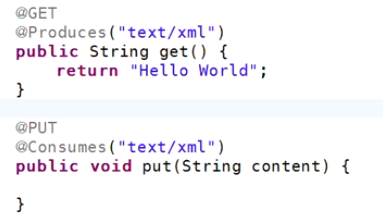 @GET
@Produces("text/xml")
public String get() {
    return "Hello World";
}
@PUT
@Consumes("text/xml")
public void put(String content) {
}